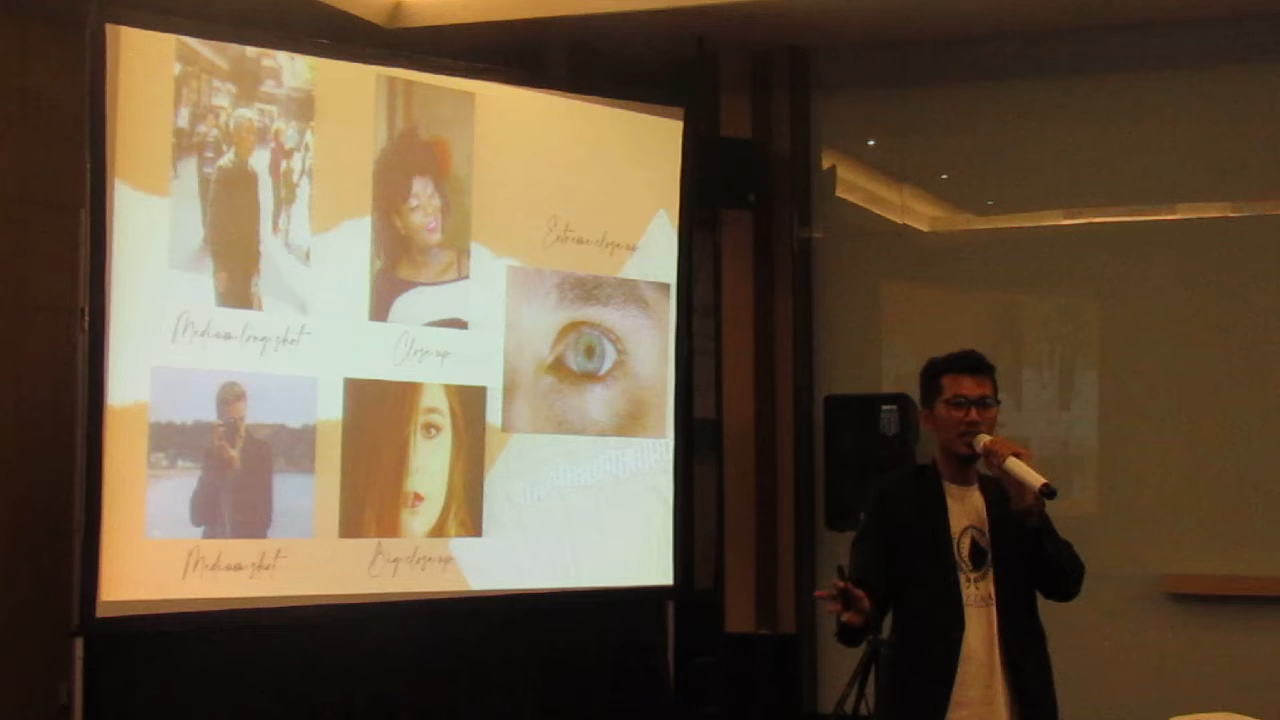 Extreme close up
Medium long shot
Close up
Medium shot
Big close up